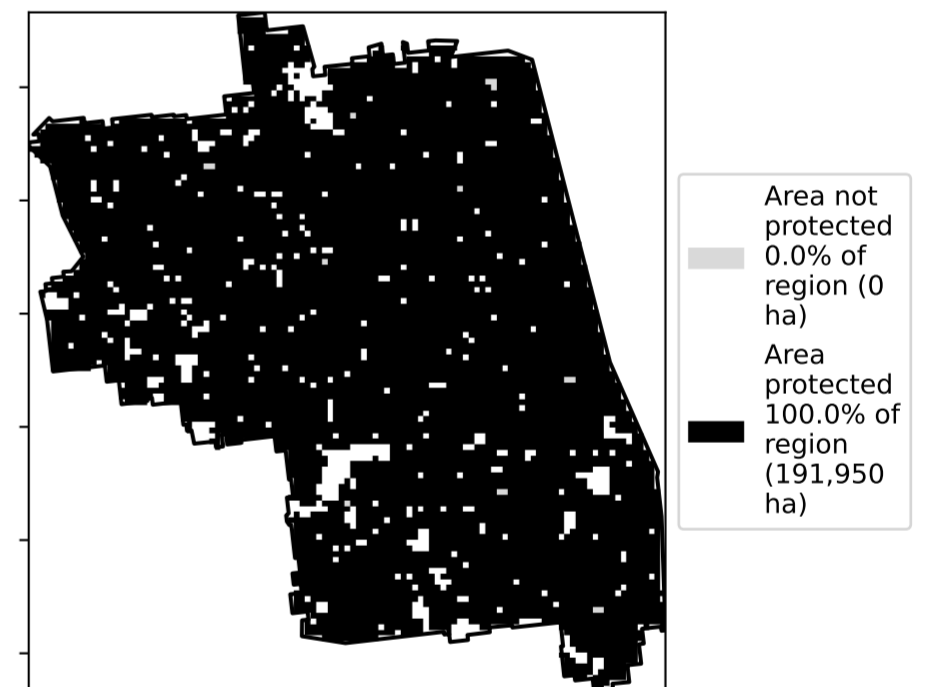 Area not
protected
0.0% of
region (0
ha)
Area
protected
100.0% of
region
(191,950
ha)